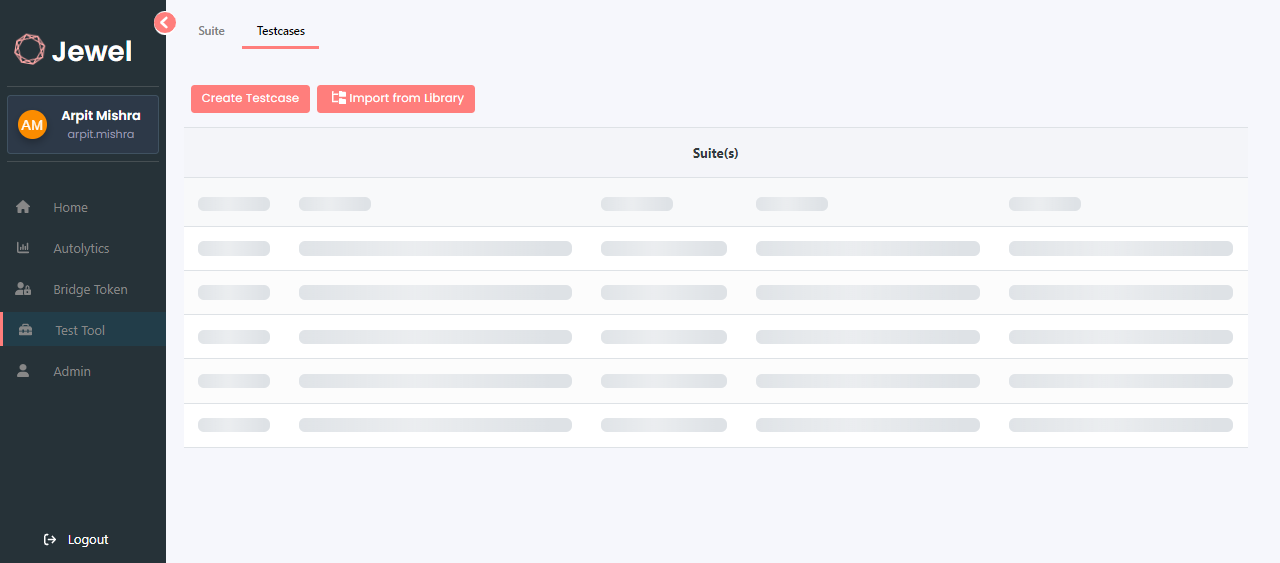 Jewel
AM
Arpit Mishra
arpit.mishra
Home
Autolytics
Bridge Token
Test Tool
Admin
Logout
Suite
Testcases
Create Testcase
Import from Library
Suite(s)